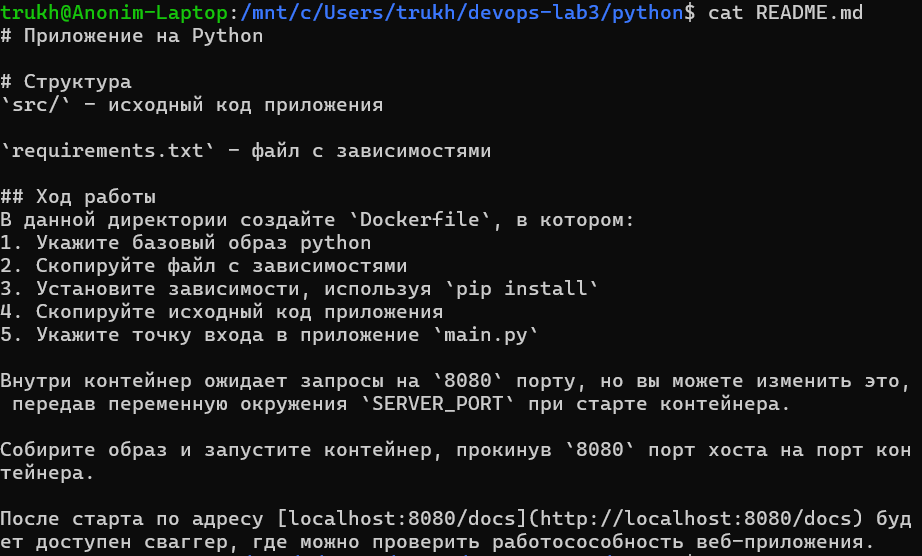 trukh@Anonim-Laptop:/mnt/c/Users/trukh/devops-lab3/python$ cat README.md
# Приложение на Python
# Структура
`src/` - исходный код приложения
`requirements.txt` - файл с зависимостями
## Ход работы
В данной директории создайте `Dockerfile`, в котором:
1. Укажите базовый образ python
2. Скопируйте файл с зависимостями
3. Установите зависимости, используя `pip install`
4. Скопируйте исходный код приложения
5. Укажите точку входа в приложение `main.py`
Внутри контейнер ожидает запросы на `8080` порту, но вы можете изменить это,
передав переменную окружения `SERVER_PORT` при старте контейнера.
Собирите образ и запустите контейнер, прокинув `8080` порт хоста на порт кон
тейнера.
После старта по адресу [localhost:8080/docs](http://localhost:8080/docs) буд
ет доступен сваггер, где можно проверить работосособность веб-приложения.